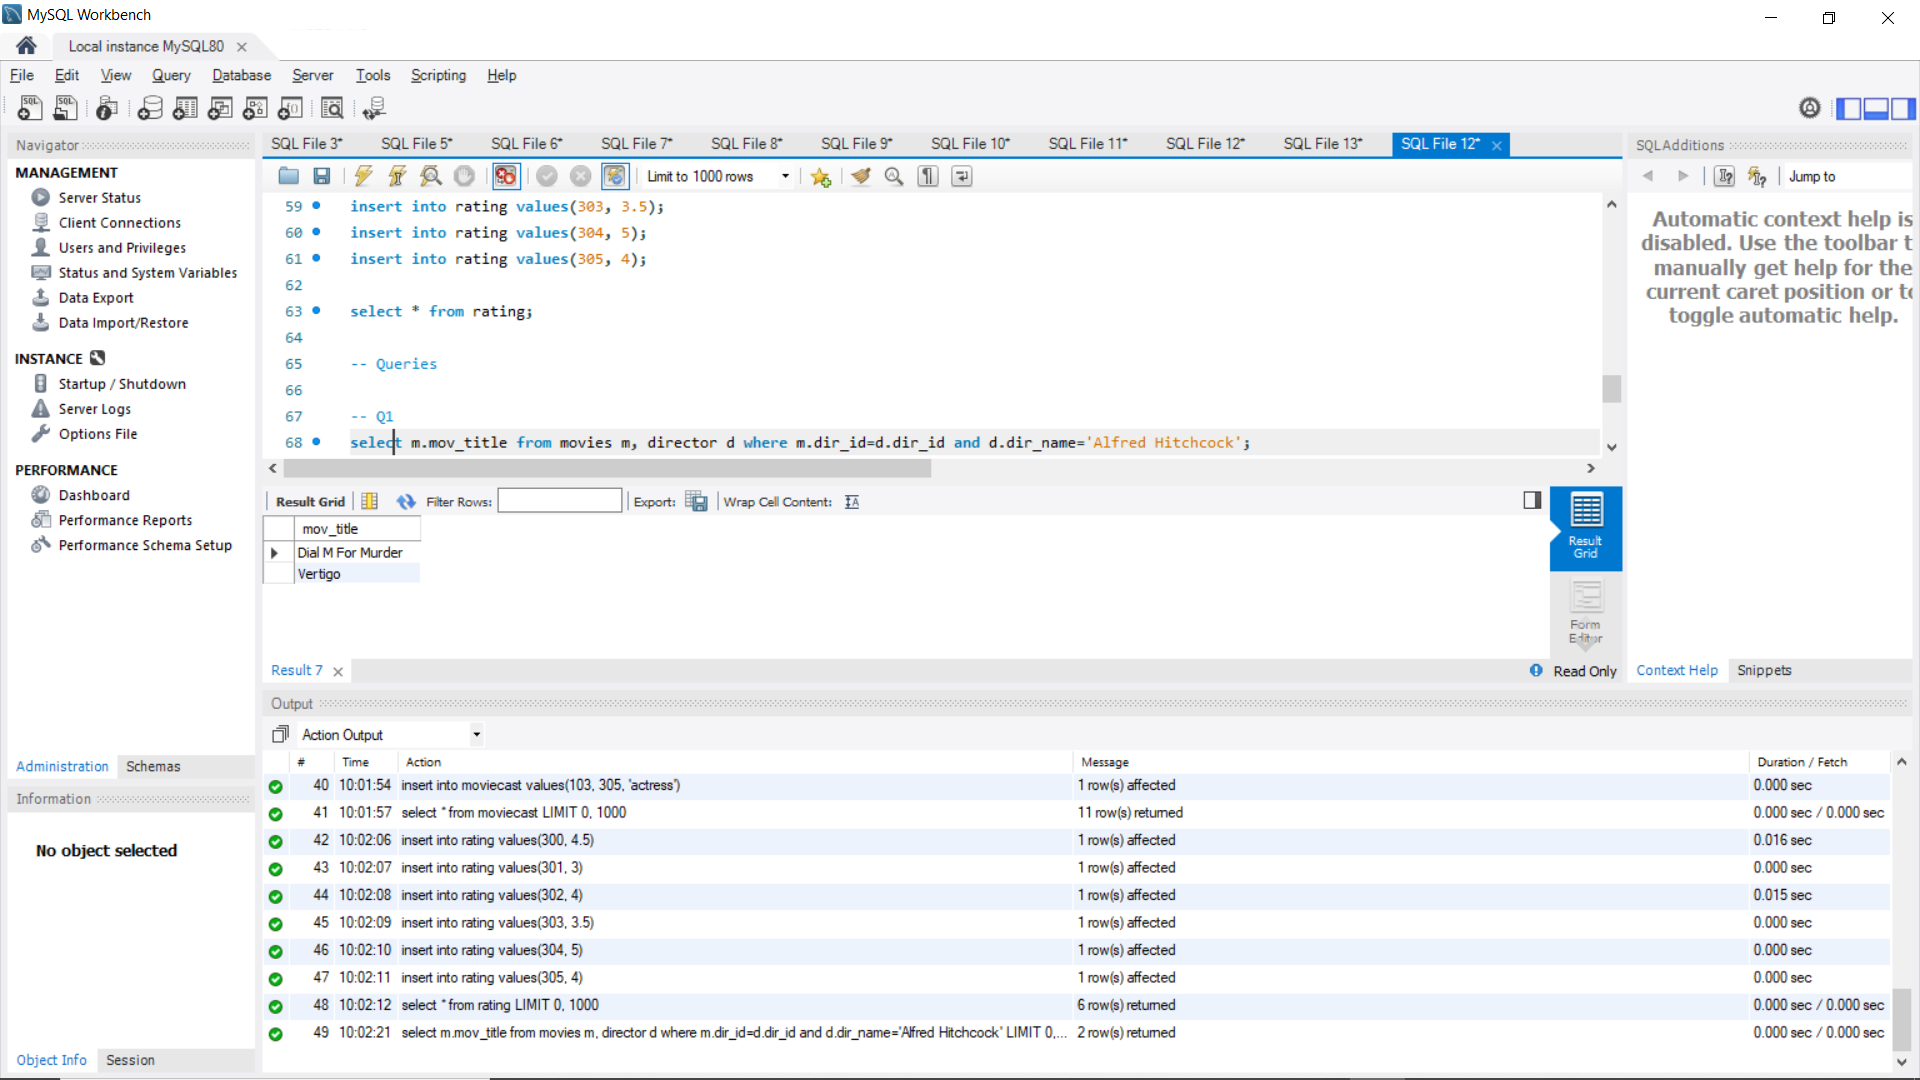 MySQL Workbench
Local instance MySQL80
File Edit View Query Database Server Tools Scripting Help
Navigator
MANAGEMENT
Server Status
Client Connections
Users and Privileges
Status and System Variables
Data Export
Data Import/Restore
INSTANCE
Startup / Shutdown
Server Logs
Options File
PERFORMANCE
Dashboard
Performance Reports
Performance Schema Setup
Administration Schemas
Information
No object selected
Object Info Session
SQL File 3* SQL File 5* SQL File 6* SQL File 7* SQL File 8* SQL File 9* SQL File 10* SQL File 11* SQL File 12* SQL File 13* SQL File 12*
Limit to 1000 rows
59 insert into rating values(303, 3.5);
60 insert into rating values(304, 5);
61 insert into rating values(305, 4);
62
63 select * from rating;
64
65 -- Queries
66
67 -- Q1
68 select m.mov_title from movies m, director d where m.dir_id=d.dir_id and d.dir_name='Alfred Hitchcock';
Result Grid Filter Rows: Export: Wrap Cell Content:
mov_title
Dial M For Murder
Vertigo
Result Grid
Form Editor
Result 7 Read Only
SQLAdditions
Jump to
Automatic context help is
disabled. Use the toolbar t
manually get help for the
current caret position or to
toggle automatic help.
Context Help Snippets
Output
Action Output
# Time Action Message Duration / Fetch
40 10:01:54 insert into moviecast values(103, 305, 'actress') 1 row(s) affected 0.000 sec
41 10:01:57 select * from moviecast LIMIT 0, 1000 11 row(s) returned 0.000 sec / 0.000 sec
42 10:02:06 insert into rating values(300, 4.5) 1 row(s) affected 0.016 sec
43 10:02:07 insert into rating values(301, 3) 1 row(s) affected 0.000 sec
44 10:02:08 insert into rating values(302, 4) 1 row(s) affected 0.015 sec
45 10:02:09 insert into rating values(303, 3.5) 1 row(s) affected 0.000 sec
46 10:02:10 insert into rating values(304, 5) 1 row(s) affected 0.000 sec
47 10:02:11 insert into rating values(305, 4) 1 row(s) affected 0.000 sec
48 10:02:12 select * from rating LIMIT 0, 1000 6 row(s) returned 0.000 sec / 0.000 sec
49 10:02:21 select m.mov_title from movies m, director d where m.dir_id=d.dir_id and d.dir_name='Alfred Hitchcock' LIMIT 0,... 2 row(s) returned 0.000 sec / 0.000 sec